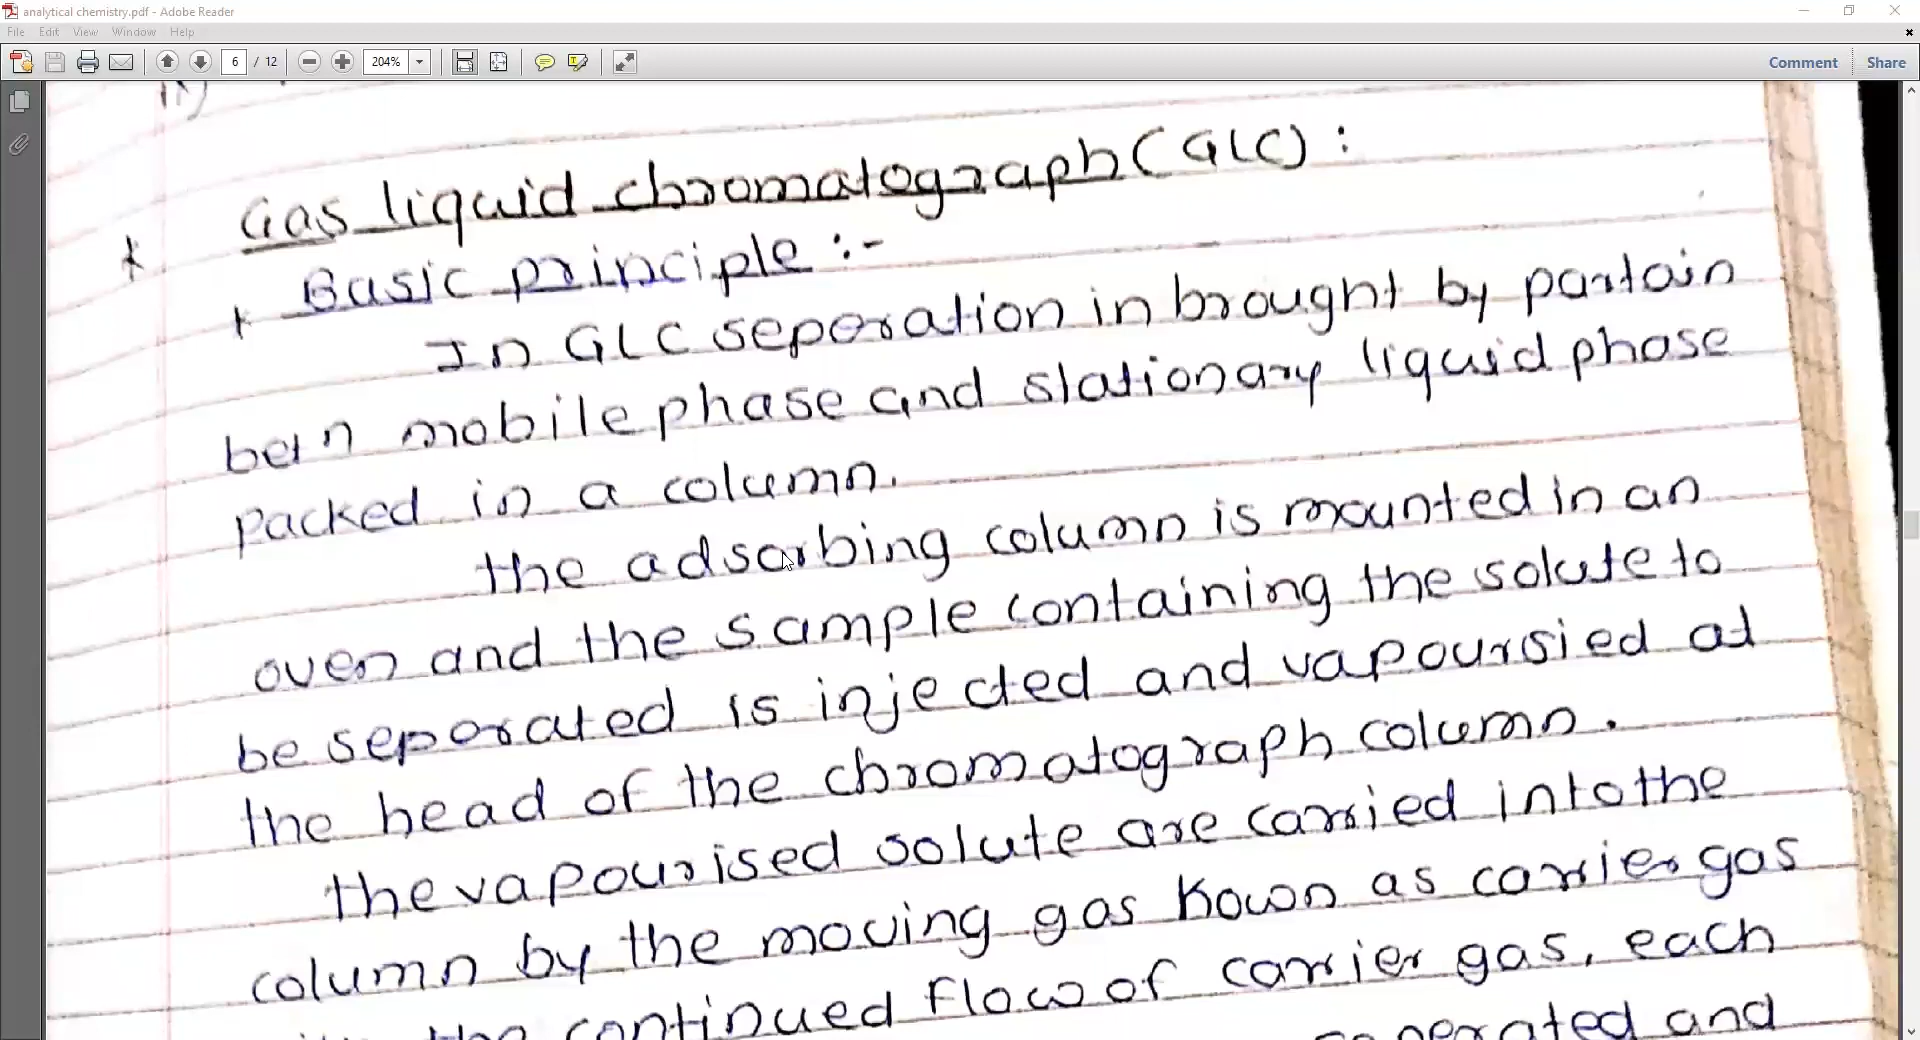 analytical chemistry.pdf - Adobe Reader
File Edit View Window Help
6 / 12 204% Comment Share
Gas liquid chromatograph (GLC) :
* Basic principle :-
In GLC seperation in brought by partain
betn mobile phase and stationary liquid phase
packed in a column.
the adsorbing column is mounted in an
oven and the sample containing the solute to
be seperated is injected and vapoursied at
the head of the chromatograph column.
the vapourised solute are carried into the
column by the moving gas kown as carrier gas
the continued flow of carrier gas, each
and